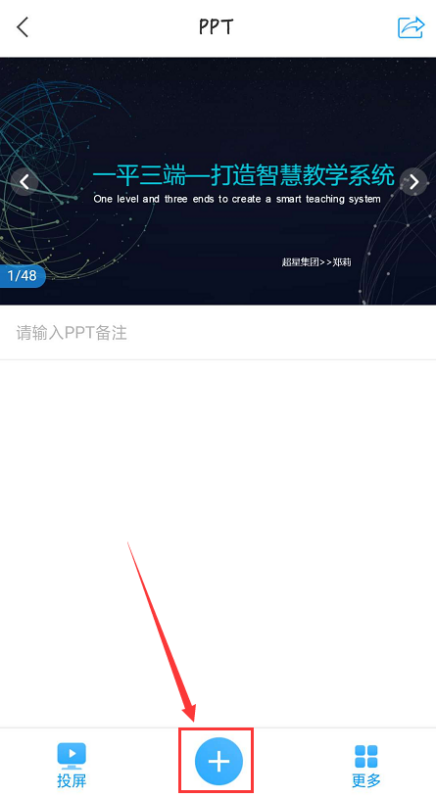 PPT
一平三端—打造智慧教学系统
One level and three ends to create a smart teaching system
超星集团>>郑莉
1/48
请输入PPT备注
投屏
更多